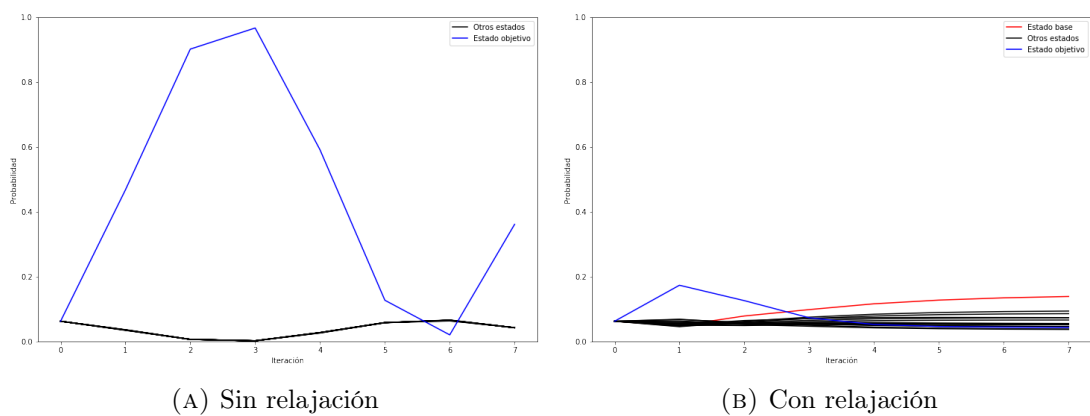 1.0
0.8
0.6
0.4
0.2
0.0
Probabilidad
0 1 2 3 4 5 6 7
Iteración
Otros estados
Estado objetivo
(A) Sin relajación
1.0
0.8
0.6
0.4
0.2
0.0
Probabilidad
0 1 2 3 4 5 6 7
Iteración
Estado base
Otros estados
Estado objetivo
(B) Con relajación